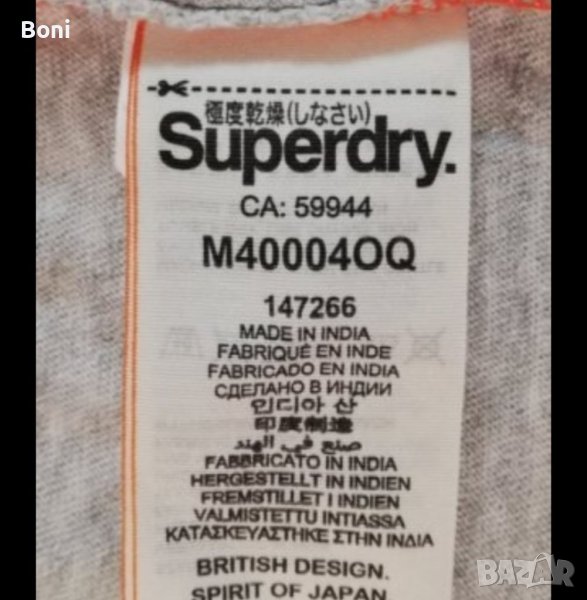 Boni
極度乾燥(しなさい)
Superdry.
CA: 59944
M40004OQ
147266
MADE IN INDIA
FABRIQUÉ EN INDE
FABRICADO EN INDIA
СДЕЛАНО В ИНДИИ
인디아 산
印度制造
صنع في الهند
FABBRICATO IN INDIA
HERGESTELLT IN INDIEN
FREMSTILLET I INDIEN
VALMISTETTU INTIASSA
ΚΑΤΑΣΚΕΥΑΣΤΗΚΕ ΣΤΗΝ ΙΝΔΙΑ
BRITISH DESIGN.
SPIRIT OF JAPAN.
BAZAR